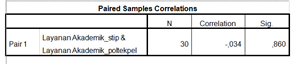 Paired Samples Correlations
N Correlation Sig.
Pair 1 Layanan Akademik_stip & 30 -,034 ,860
Layanan Akademik_poltekpel